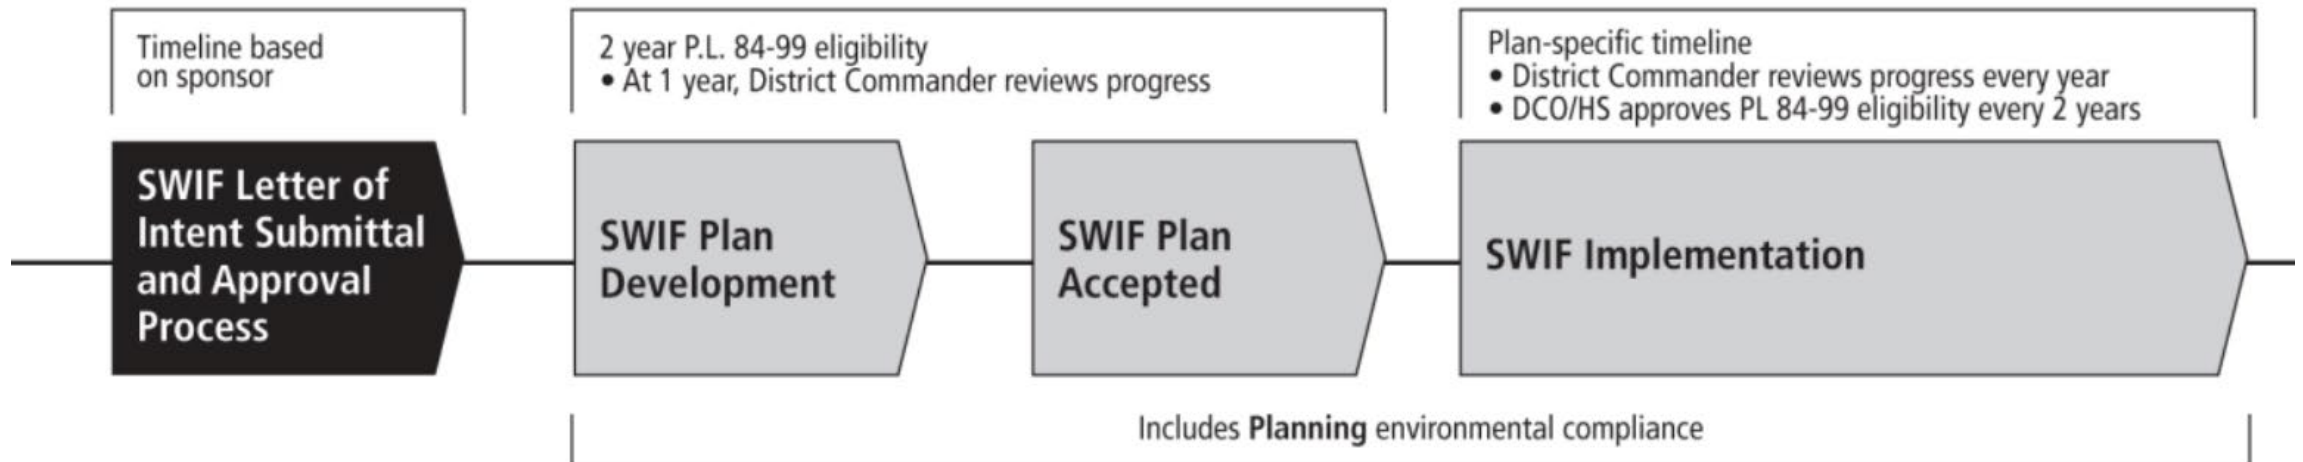 Timeline based
on sponsor
2 year P.L. 84-99 eligibility
• At 1 year, District Commander reviews progress
Plan-specific timeline
• District Commander reviews progress every year
• DCO/HS approves PL 84-99 eligibility every 2 years
SWIF Letter of
Intent Submittal
and Approval
Process
SWIF Plan
Development
SWIF Plan
Accepted
SWIF Implementation
Includes Planning environmental compliance